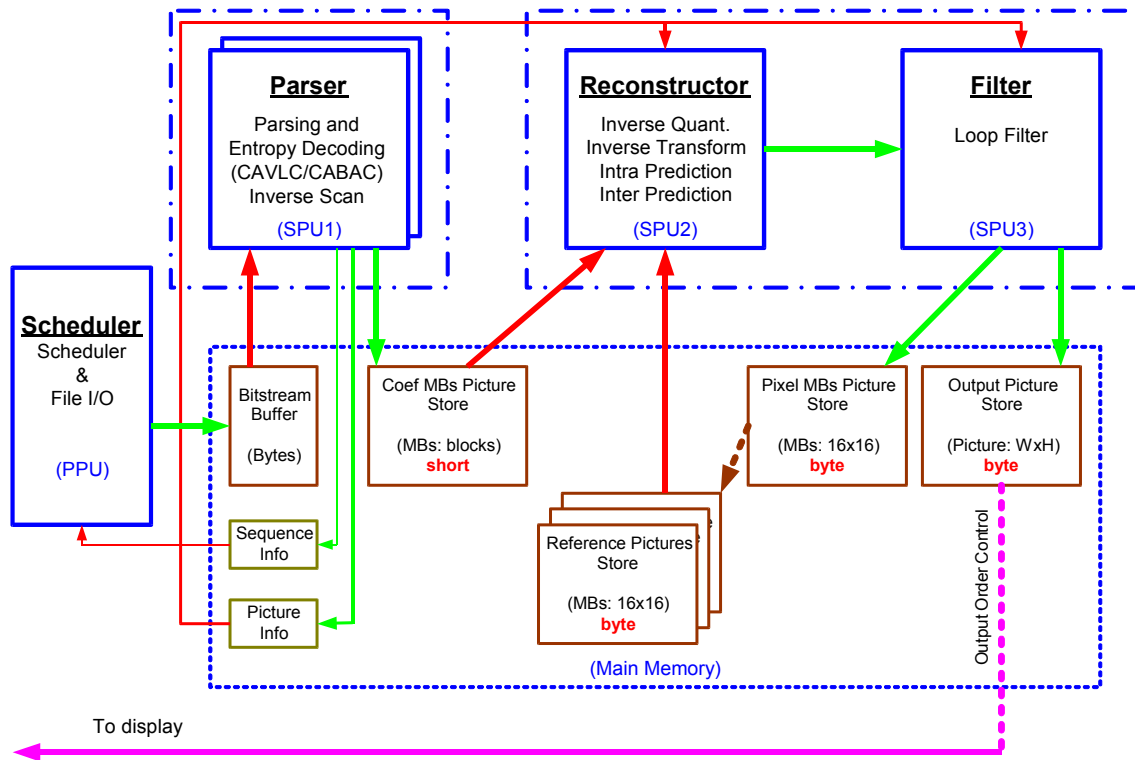 Parser
Parsing and
Entropy Decoding
(CAVLC/CABAC)
Inverse Scan
(SPU1)
Reconstructor
Inverse Quant.
Inverse Transform
Intra Prediction
Inter Prediction
(SPU2)
Filter
Loop Filter
(SPU3)
Scheduler
Scheduler
&
File I/O
(PPU)
Bitstream
Buffer
(Bytes)
Coef MBs Picture
Store
(MBs: blocks)
short
Pixel MBs Picture
Store
(MBs: 16x16)
byte
Output Picture
Store
(Picture: WxH)
byte
Sequence
Info
Picture
Info
Reference Pictures
Store
(MBs: 16x16)
byte
(Main Memory)
Output Order Control
To display